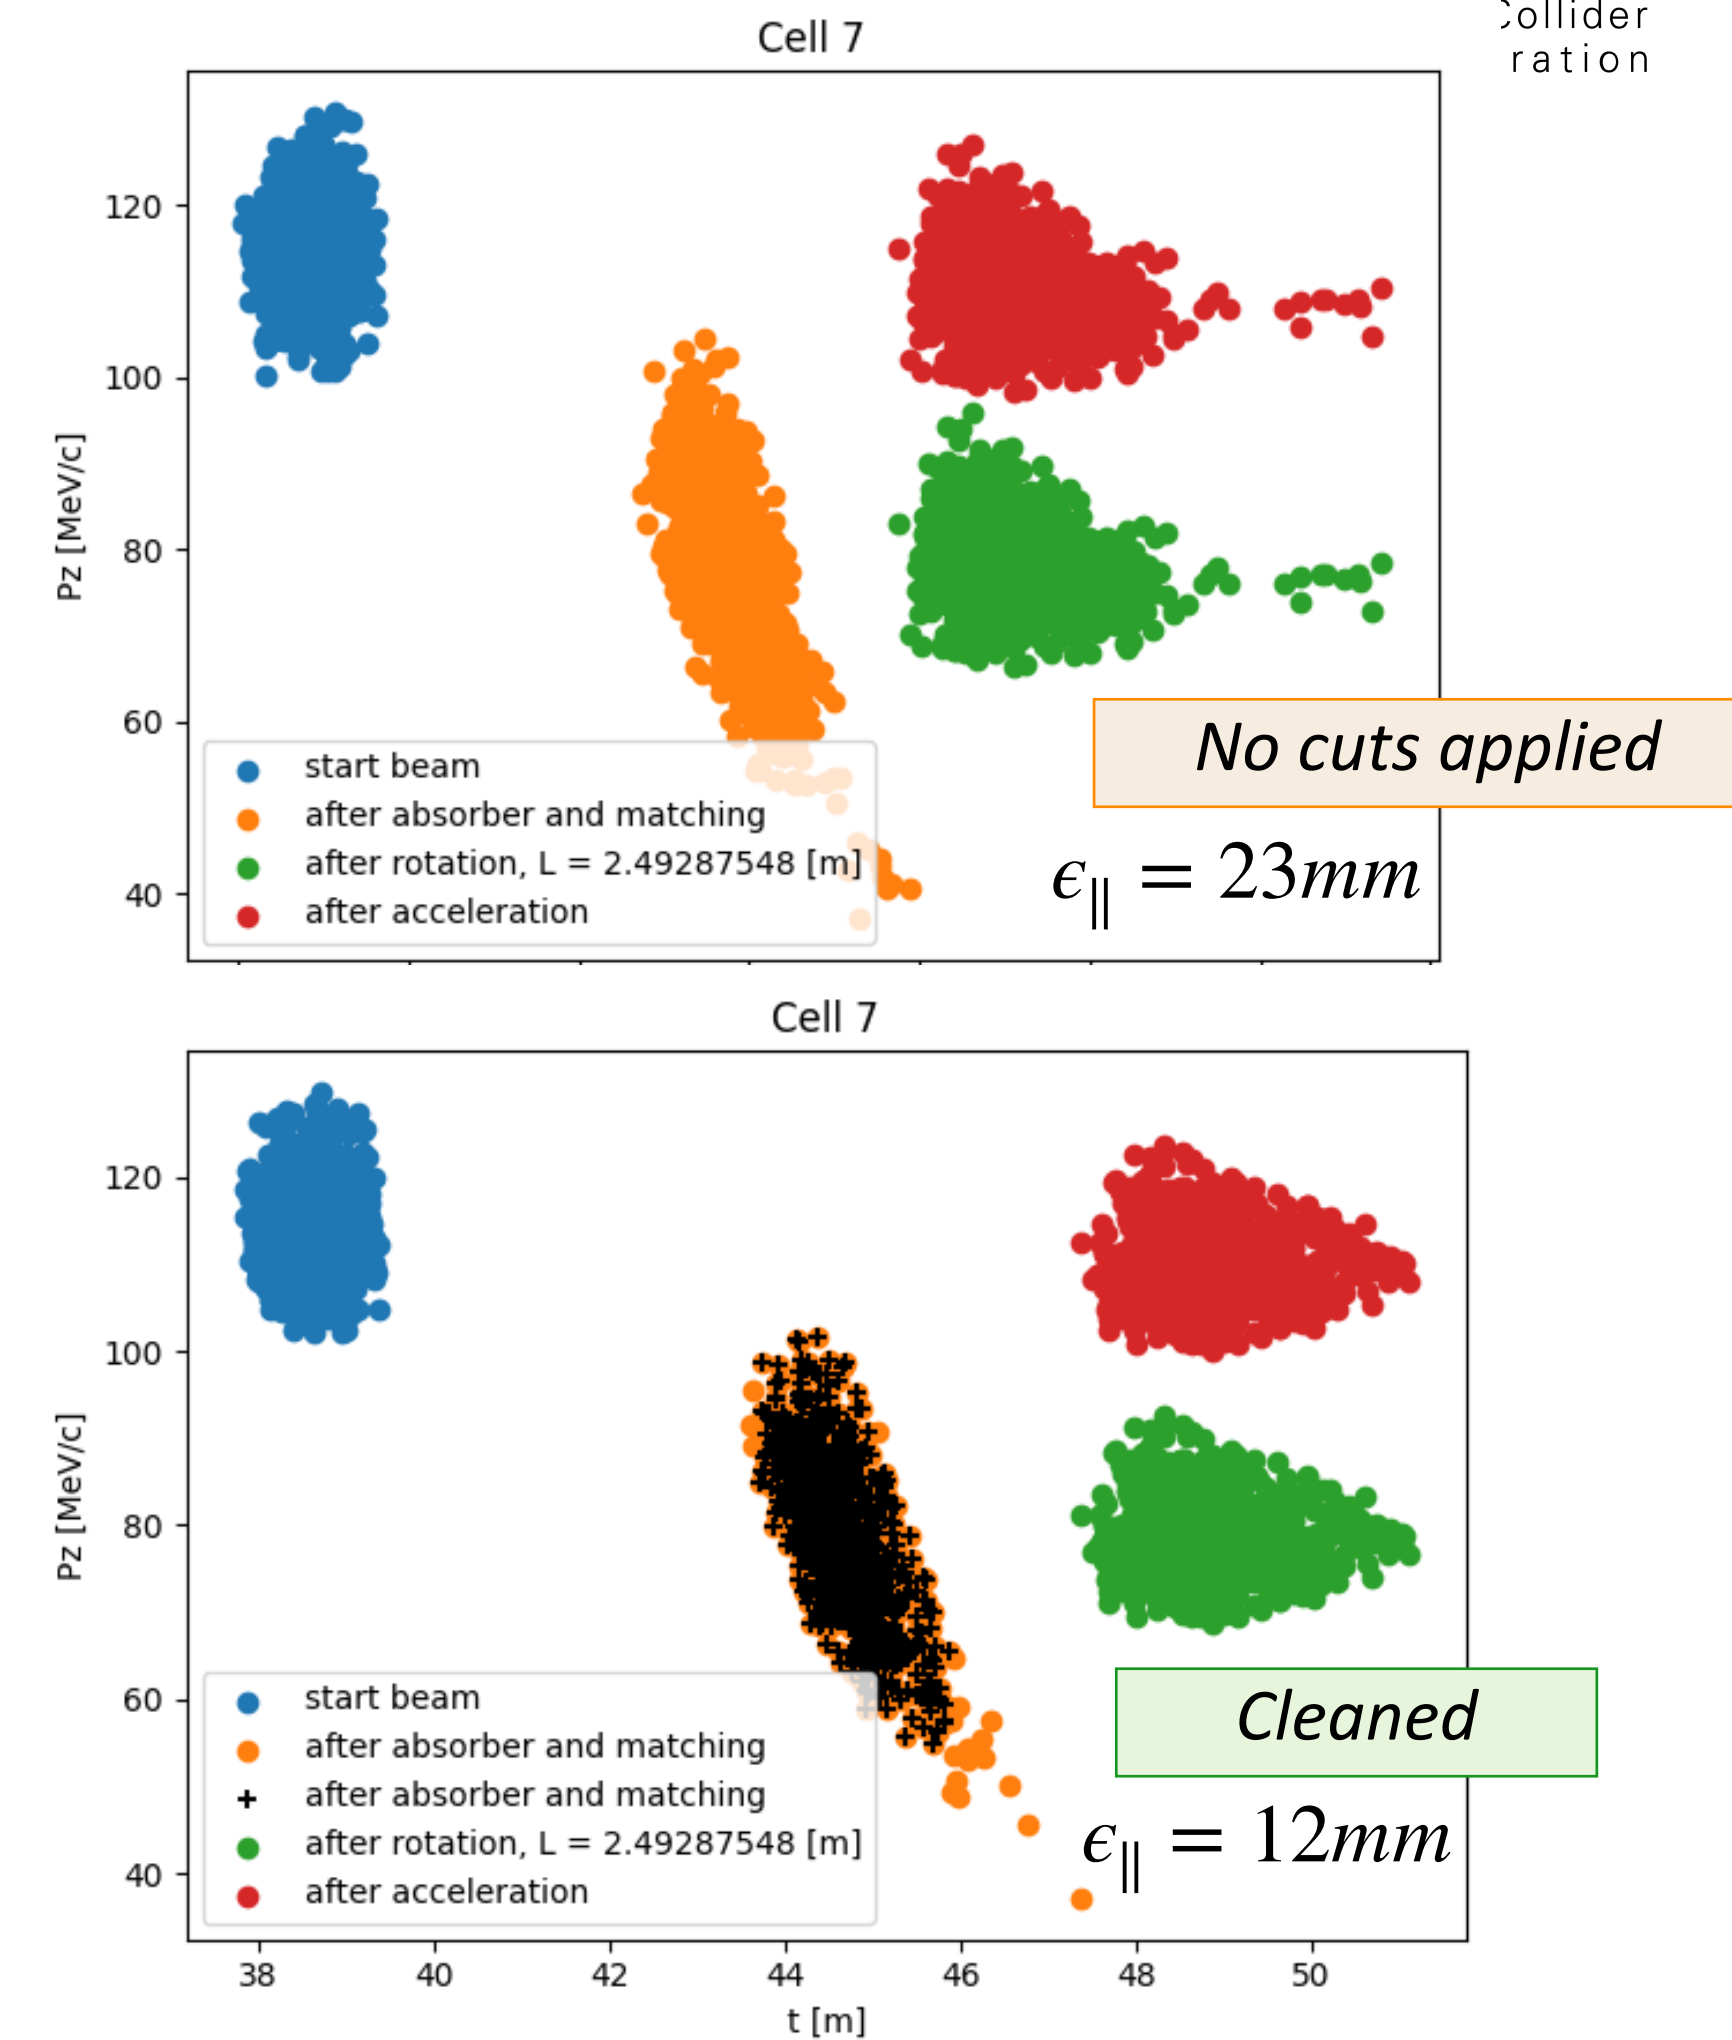 Collider
ration
Cell 7
120
100
80
60
40
Pz [MeV/c]
start beam
after absorber and matching
after rotation, L = 2.49287548 [m]
after acceleration
No cuts applied
ϵ∥ = 23mm
Cell 7
120
100
80
60
40
Pz [MeV/c]
start beam
after absorber and matching
after absorber and matching
after rotation, L = 2.49287548 [m]
after acceleration
Cleaned
ϵ∥ = 12mm
38 40 42 44 46 48 50
t [m]